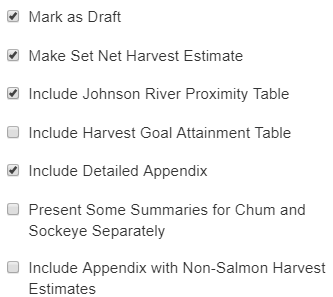 Mark as Draft
Make Set Net Harvest Estimate
Include Johnson River Proximity Table
Include Harvest Goal Attainment Table
Include Detailed Appendix
Present Some Summaries for Chum and
Sockeye Separately
Include Appendix with Non-Salmon Harvest
Estimates